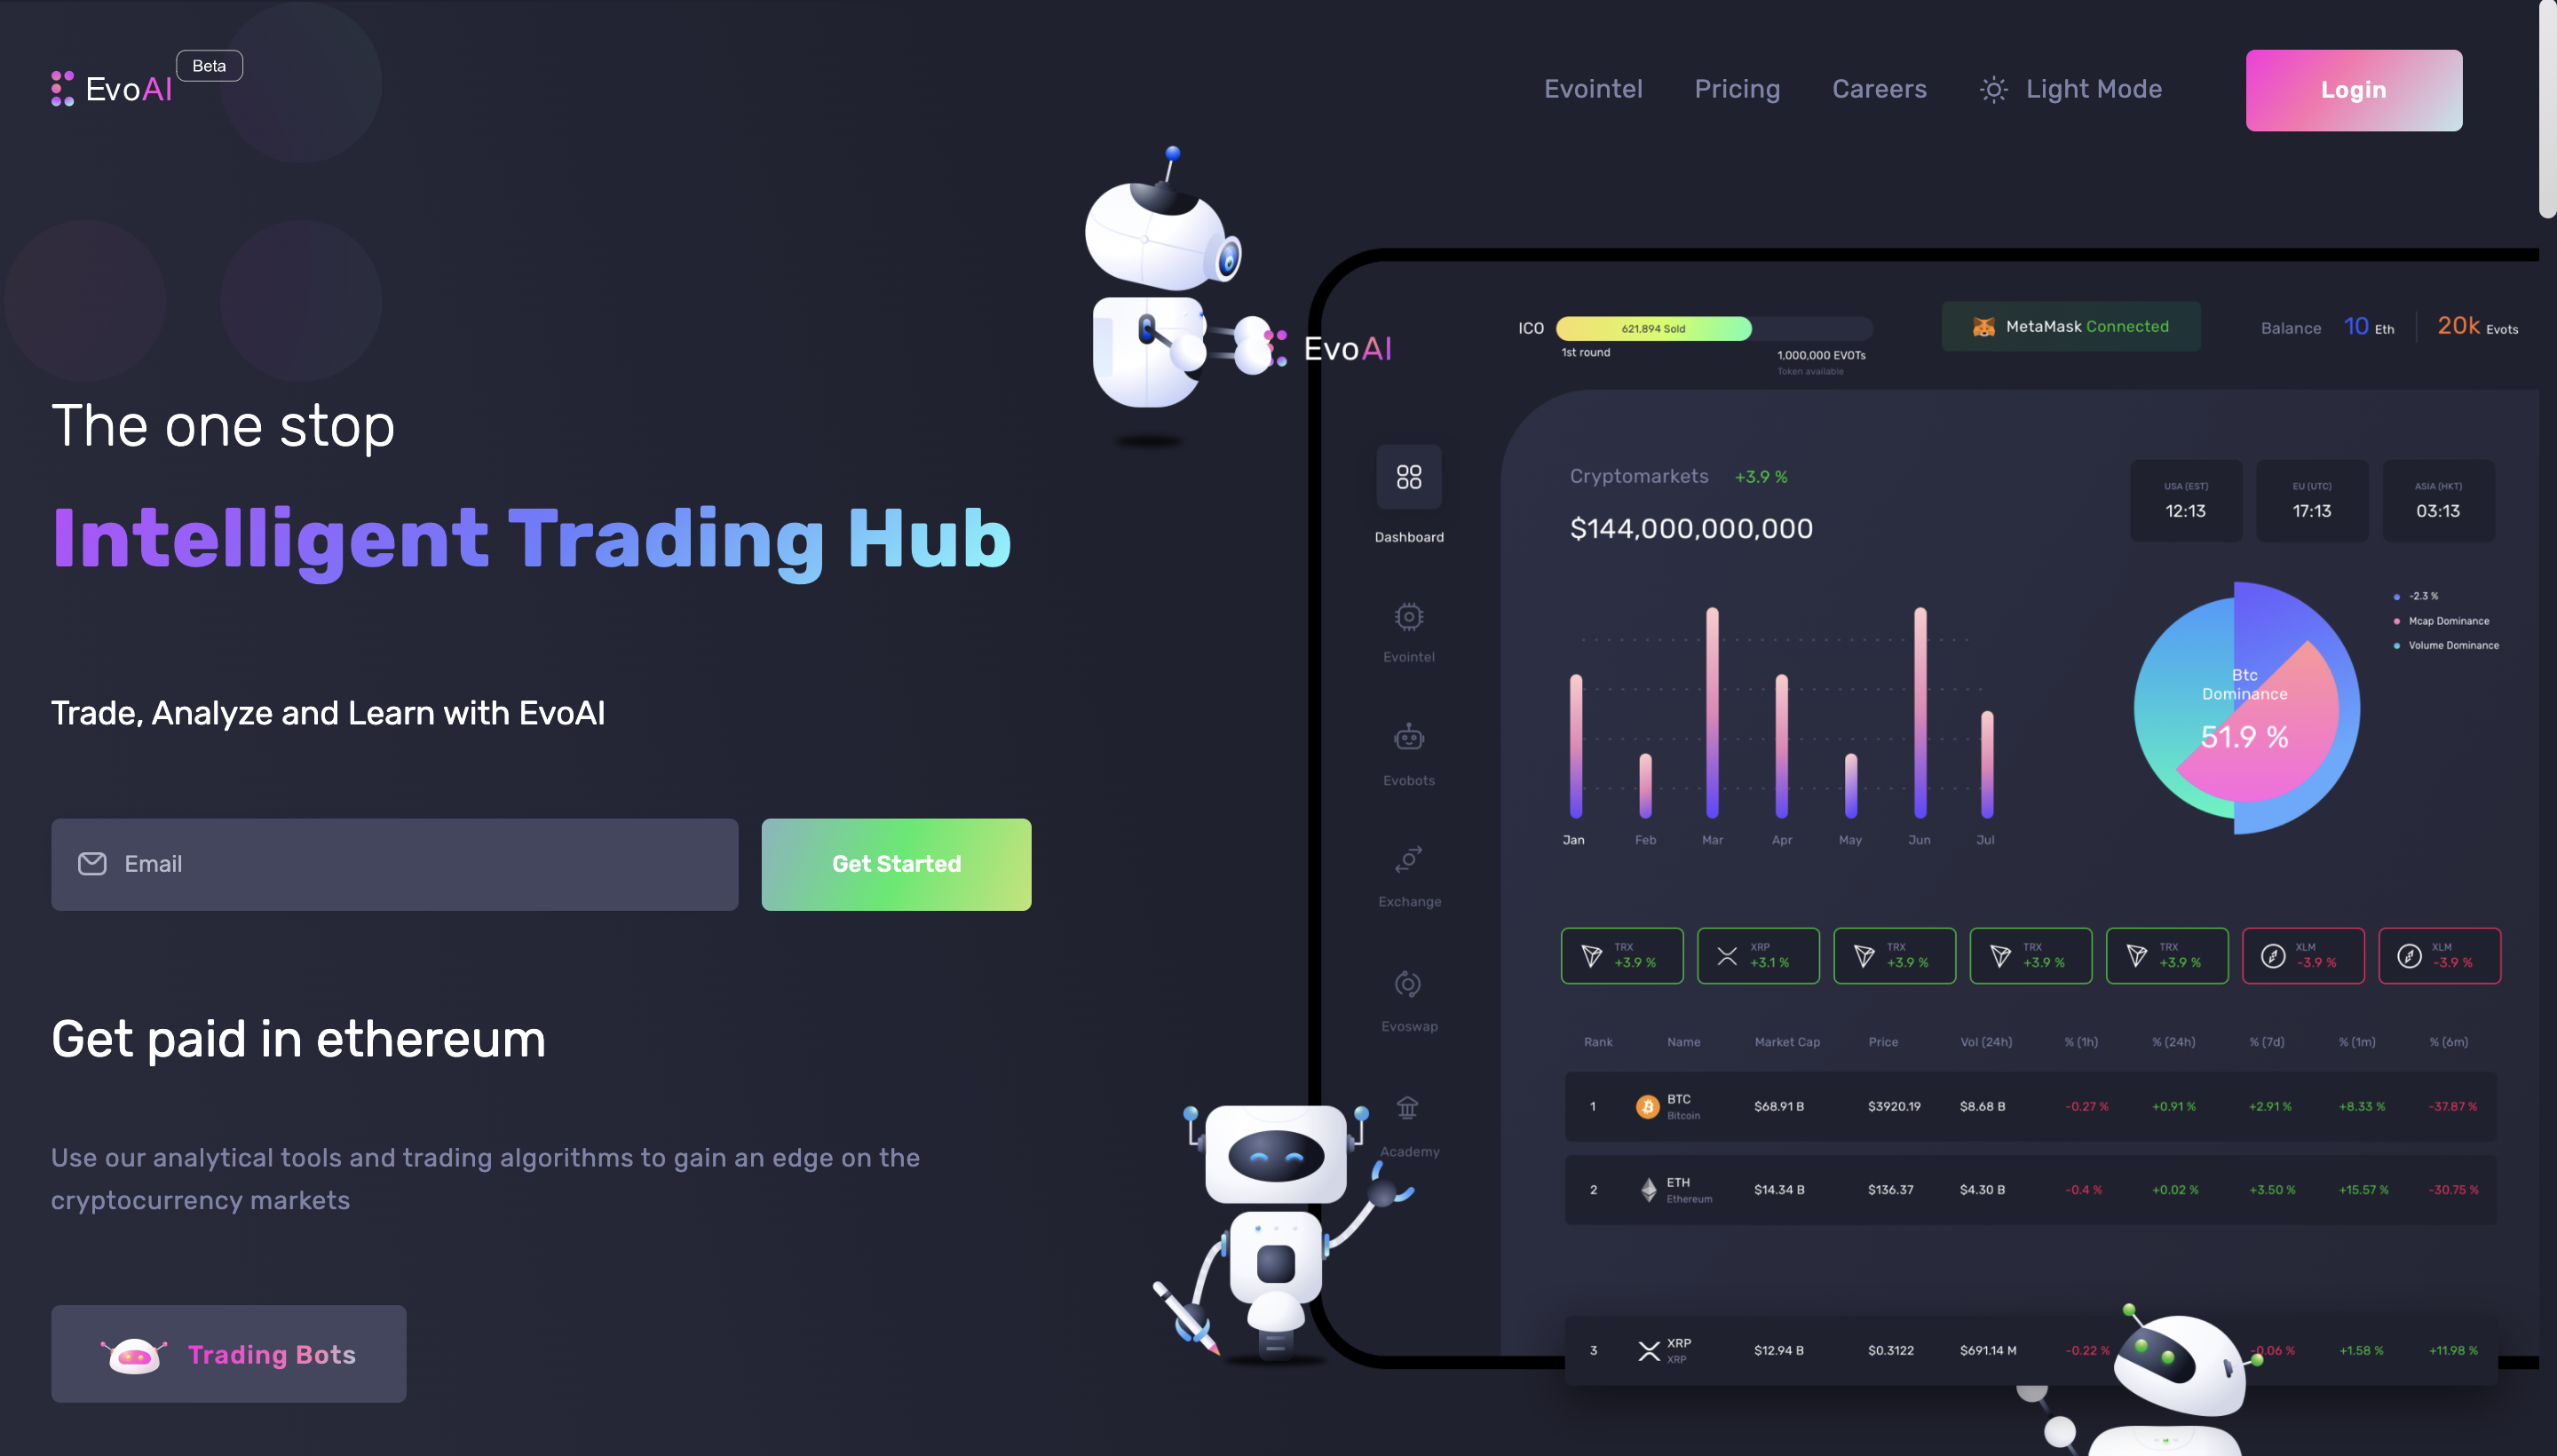 EvoAI
Beta
Evointel
Pricing
Careers
Light Mode
Login
The one stop
Intelligent Trading Hub
Trade, Analyze and Learn with EvoAI
Email
Get Started
Get paid in ethereum
Use our analytical tools and trading algorithms to gain an edge on the
cryptocurrency markets
Trading Bots
EvoAI
ICO
621,894 Sold
1st round
1,000,000 EVOTs
Token available
MetaMask Connected
Balance
10 Eth
20k Evots
Dashboard
Evointel
Evobots
Exchange
Evoswap
Academy
Cryptomarkets +3.9 %
$144,000,000,000
USA (EST)
12:13
EU (UTC)
17:13
ASIA (HKT)
03:13
Jan Feb Mar Apr May Jun Jul
Btc
Dominance
51.9 %
-2.3 %
Mcap Dominance
Volume Dominance
TRX
+3.9 %
XRP
+3.1 %
TRX
+3.9 %
TRX
+3.9 %
TRX
+3.9 %
XLM
-3.9 %
XLM
-3.9 %
Rank Name Market Cap Price Vol (24h) % (1h) % (24h) % (7d) % (1m) % (6m)
1 BTC Bitcoin $68.91 B $3920.19 $8.68 B -0.27 % +0.91 % +2.91 % +8.33 % -37.87 %
2 ETH Ethereum $14.34 B $136.37 $4.30 B -0.4 % +0.02 % +3.50 % +15.57 % -30.75 %
3 XRP XRP $12.94 B $0.3122 $691.14 M -0.22 % -0.06 % +1.58 % +11.98 %